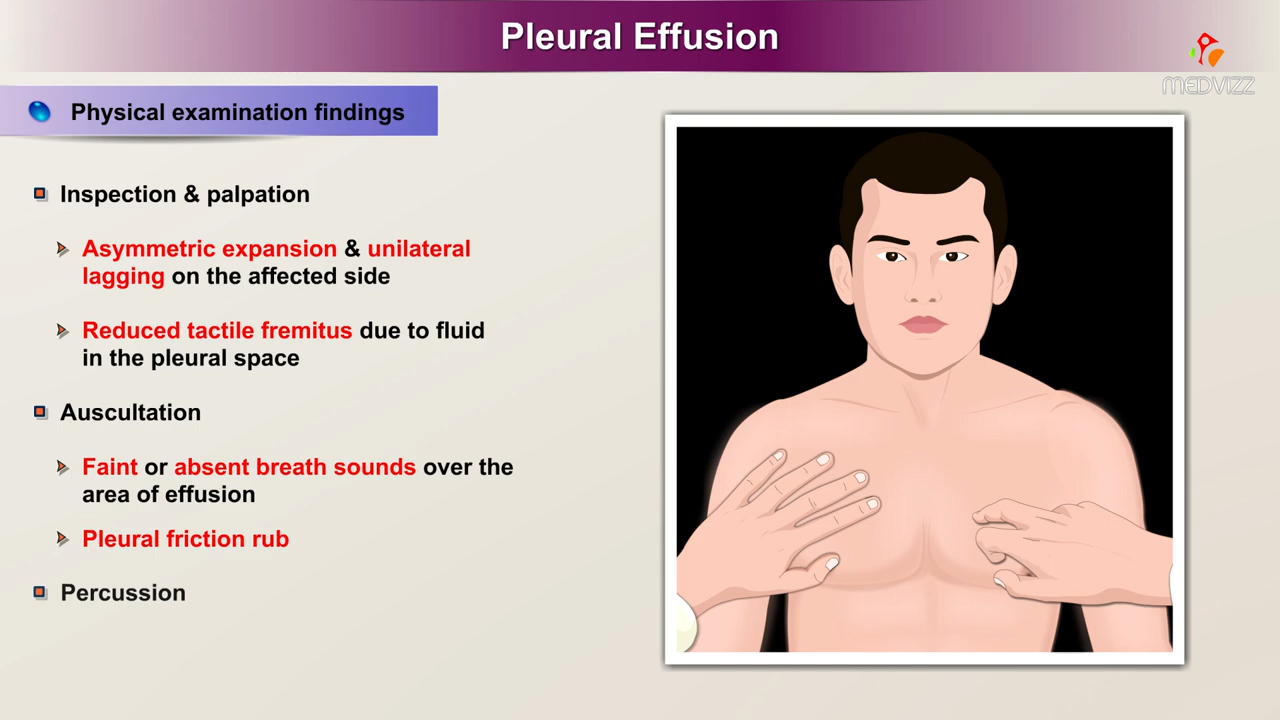 Pleural Effusion
MEDVIZZ
Physical examination findings
Inspection & palpation
Asymmetric expansion & unilateral
lagging on the affected side
Reduced tactile fremitus due to fluid
in the pleural space
Auscultation
Faint or absent breath sounds over the
area of effusion
Pleural friction rub
Percussion